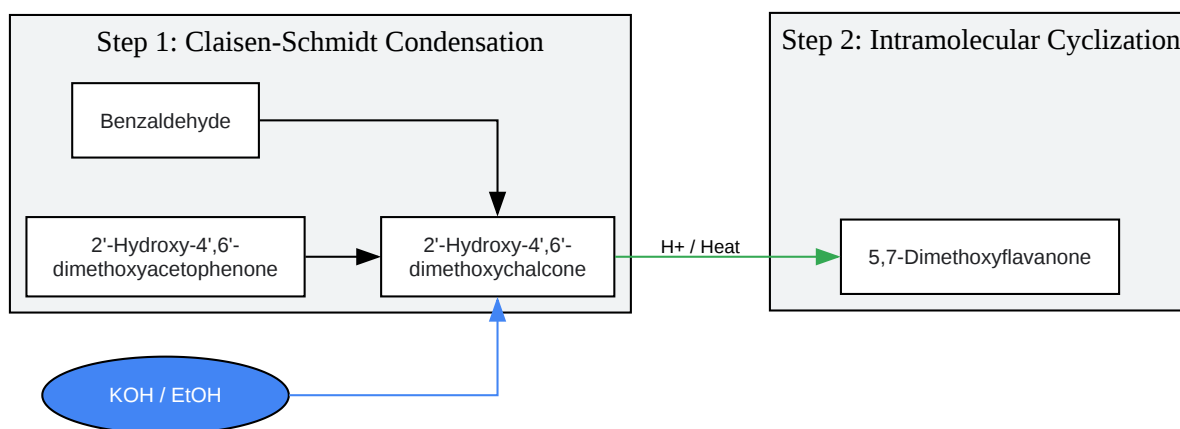 Step 1: Claisen-Schmidt Condensation
Benzaldehyde
2'-Hydroxy-4',6'-
dimethoxyacetophenone
2'-Hydroxy-4',6'-
dimethoxychalcone
KOH / EtOH
H+ / Heat
Step 2: Intramolecular Cyclization
5,7-Dimethoxyflavanone